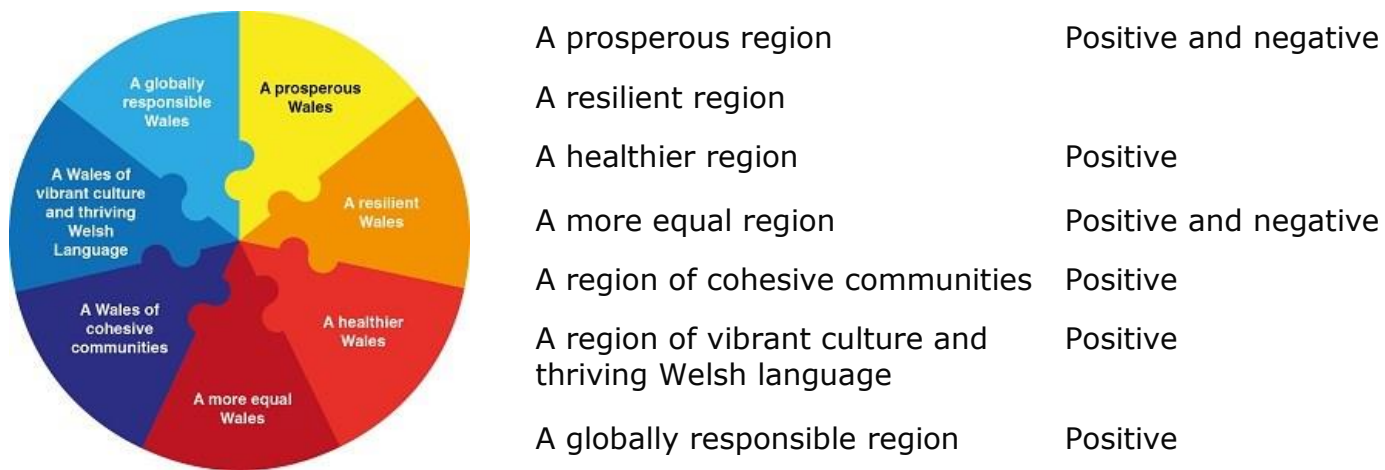 A globally
responsible
Wales
A prosperous
Wales
A Wales of
vibrant culture
and thriving
Welsh
Language
A resilient
Wales
A Wales of
cohesive
communities
A healthier
Wales
A more equal
Wales
A prosperous region Positive and negative
A resilient region
A healthier region Positive
A more equal region Positive and negative
A region of cohesive communities Positive
A region of vibrant culture and Positive
thriving Welsh language
A globally responsible region Positive